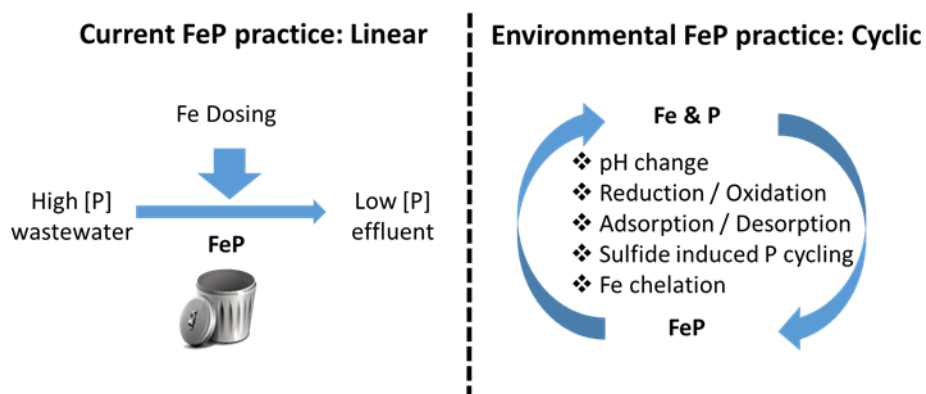 Current FeP practice: Linear
Fe Dosing
High [P]
wastewater
Low [P]
effluent
FeP
Environmental FeP practice: Cyclic
Fe & P
❖ pH change
❖ Reduction / Oxidation
❖ Adsorption / Desorption
❖ Sulfide induced P cycling
❖ Fe chelation
FeP